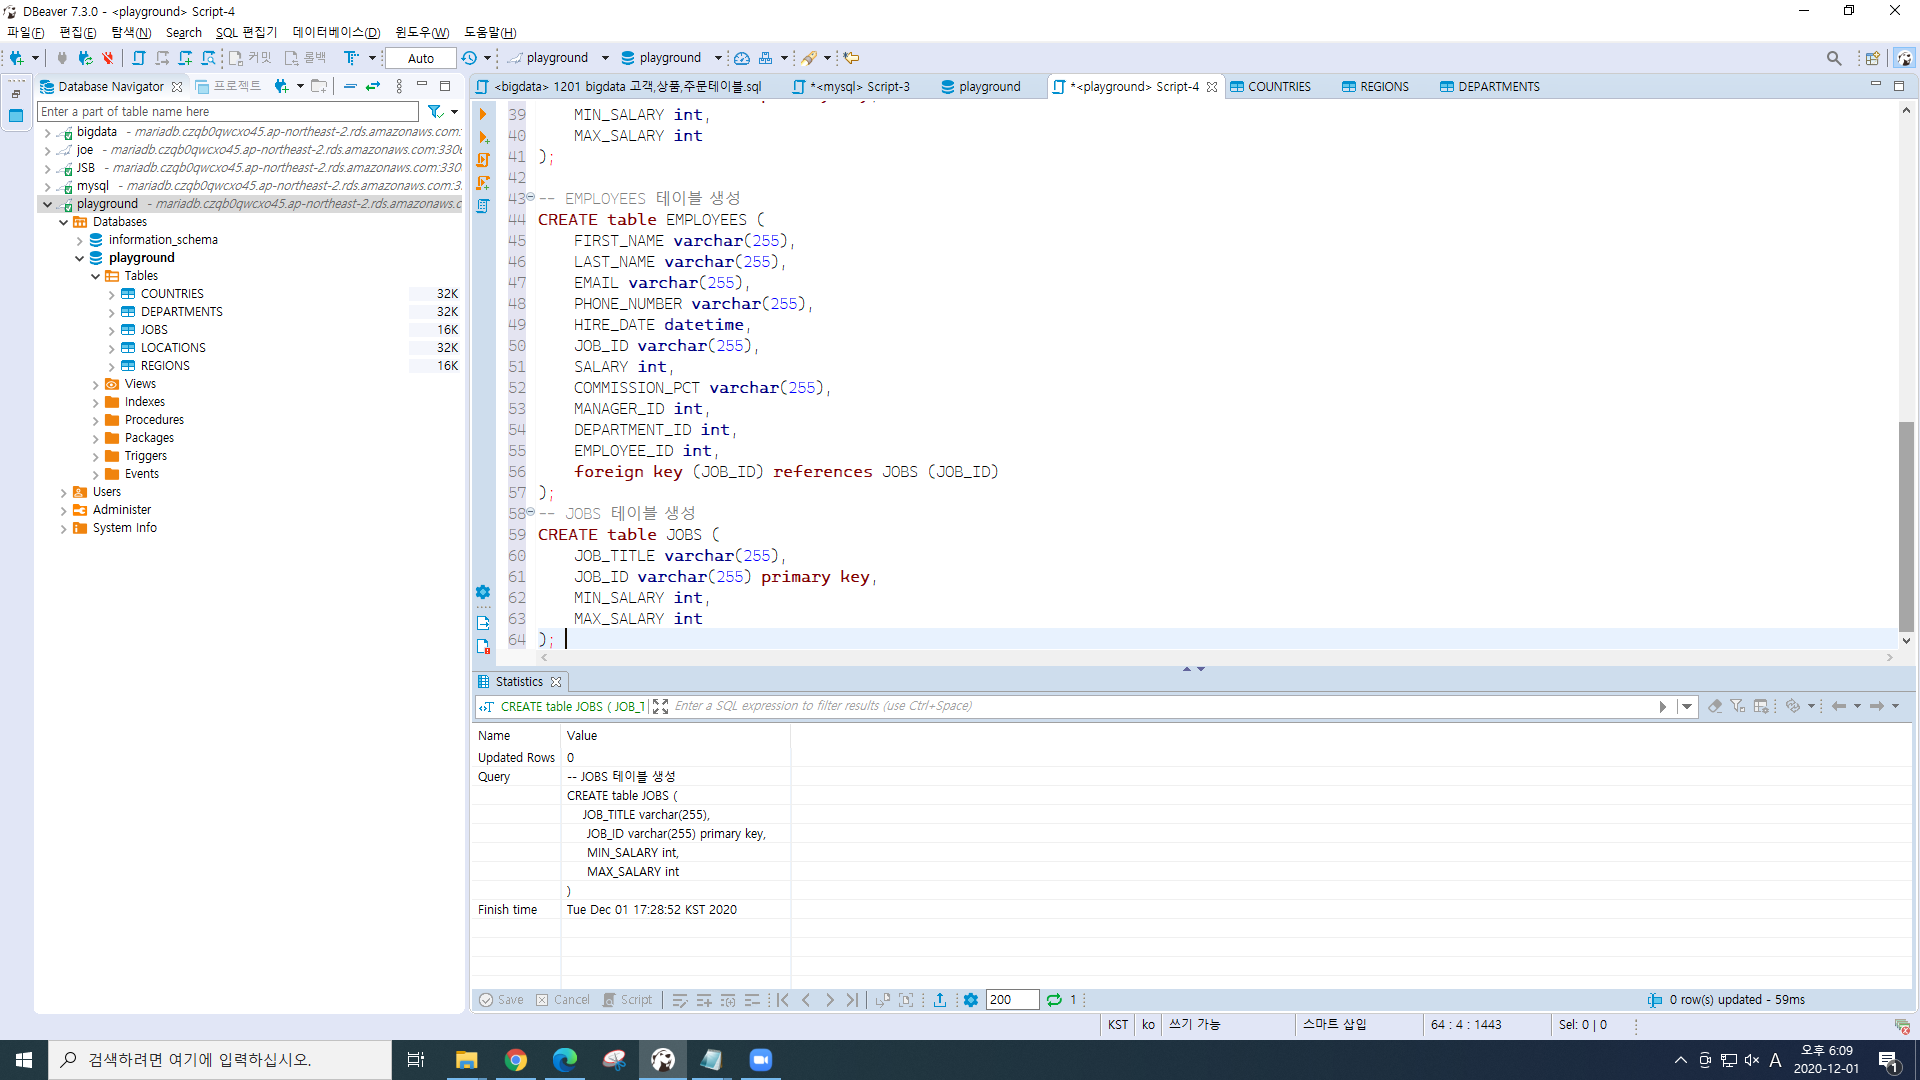 DBeaver 7.3.0 - <playground> Script-4
파일(F) 편집(E) 탐색(N) Search SQL 편집기 데이터베이스(D) 윈도우(W) 도움말(H)
커밋 롤백 Auto playground playground
Database Navigator 프로젝트
Enter a part of table name here
bigdata - mariadb.czqb0qwcxo45.ap-northeast-2.rds.amazonaws.com:
joe - mariadb.czqb0qwcxo45.ap-northeast-2.rds.amazonaws.com:3306
JSB - mariadb.czqb0qwcxo45.ap-northeast-2.rds.amazonaws.com:330
mysql - mariadb.czqb0qwcxo45.ap-northeast-2.rds.amazonaws.com:3.
playground - mariadb.czqb0qwcxo45.ap-northeast-2.rds.amazonaws.c
Databases
information_schema
playground
Tables
COUNTRIES 32K
DEPARTMENTS 32K
JOBS 16K
LOCATIONS 32K
REGIONS 16K
Views
Indexes
Procedures
Packages
Triggers
Events
Users
Administer
System Info
<bigdata> 1201 bigdata 고객,상품,주문테이블.sql *<mysql> Script-3 playground *<playground> Script-4 COUNTRIES REGIONS DEPARTMENTS
39 MIN_SALARY int,
40 MAX_SALARY int
41 );
42
43 -- EMPLOYEES 테이블 생성
44 CREATE table EMPLOYEES (
45 FIRST_NAME varchar(255),
46 LAST_NAME varchar(255),
47 EMAIL varchar(255),
48 PHONE_NUMBER varchar(255),
49 HIRE_DATE datetime,
50 JOB_ID varchar(255),
51 SALARY int,
52 COMMISSION_PCT varchar(255),
53 MANAGER_ID int,
54 DEPARTMENT_ID int,
55 EMPLOYEE_ID int,
56 foreign key (JOB_ID) references JOBS (JOB_ID)
57 );
58 -- JOBS 테이블 생성
59 CREATE table JOBS (
60 JOB_TITLE varchar(255),
61 JOB_ID varchar(255) primary key,
62 MIN_SALARY int,
63 MAX_SALARY int
64 );
Statistics
CREATE table JOBS ( JOB_T Enter a SQL expression to filter results (use Ctrl+Space)
Name Value
Updated Rows 0
Query -- JOBS 테이블 생성
CREATE table JOBS (
JOB_TITLE varchar(255),
JOB_ID varchar(255) primary key,
MIN_SALARY int,
MAX_SALARY int
)
Finish time Tue Dec 01 17:28:52 KST 2020
Save Cancel Script 200 1 0 row(s) updated - 59ms
KST ko 쓰기 가능 스마트 삽입 64 : 4 : 1443 Sel: 0 | 0
검색하려면 여기에 입력하십시오. A 오후 6:09
2020-12-01 1